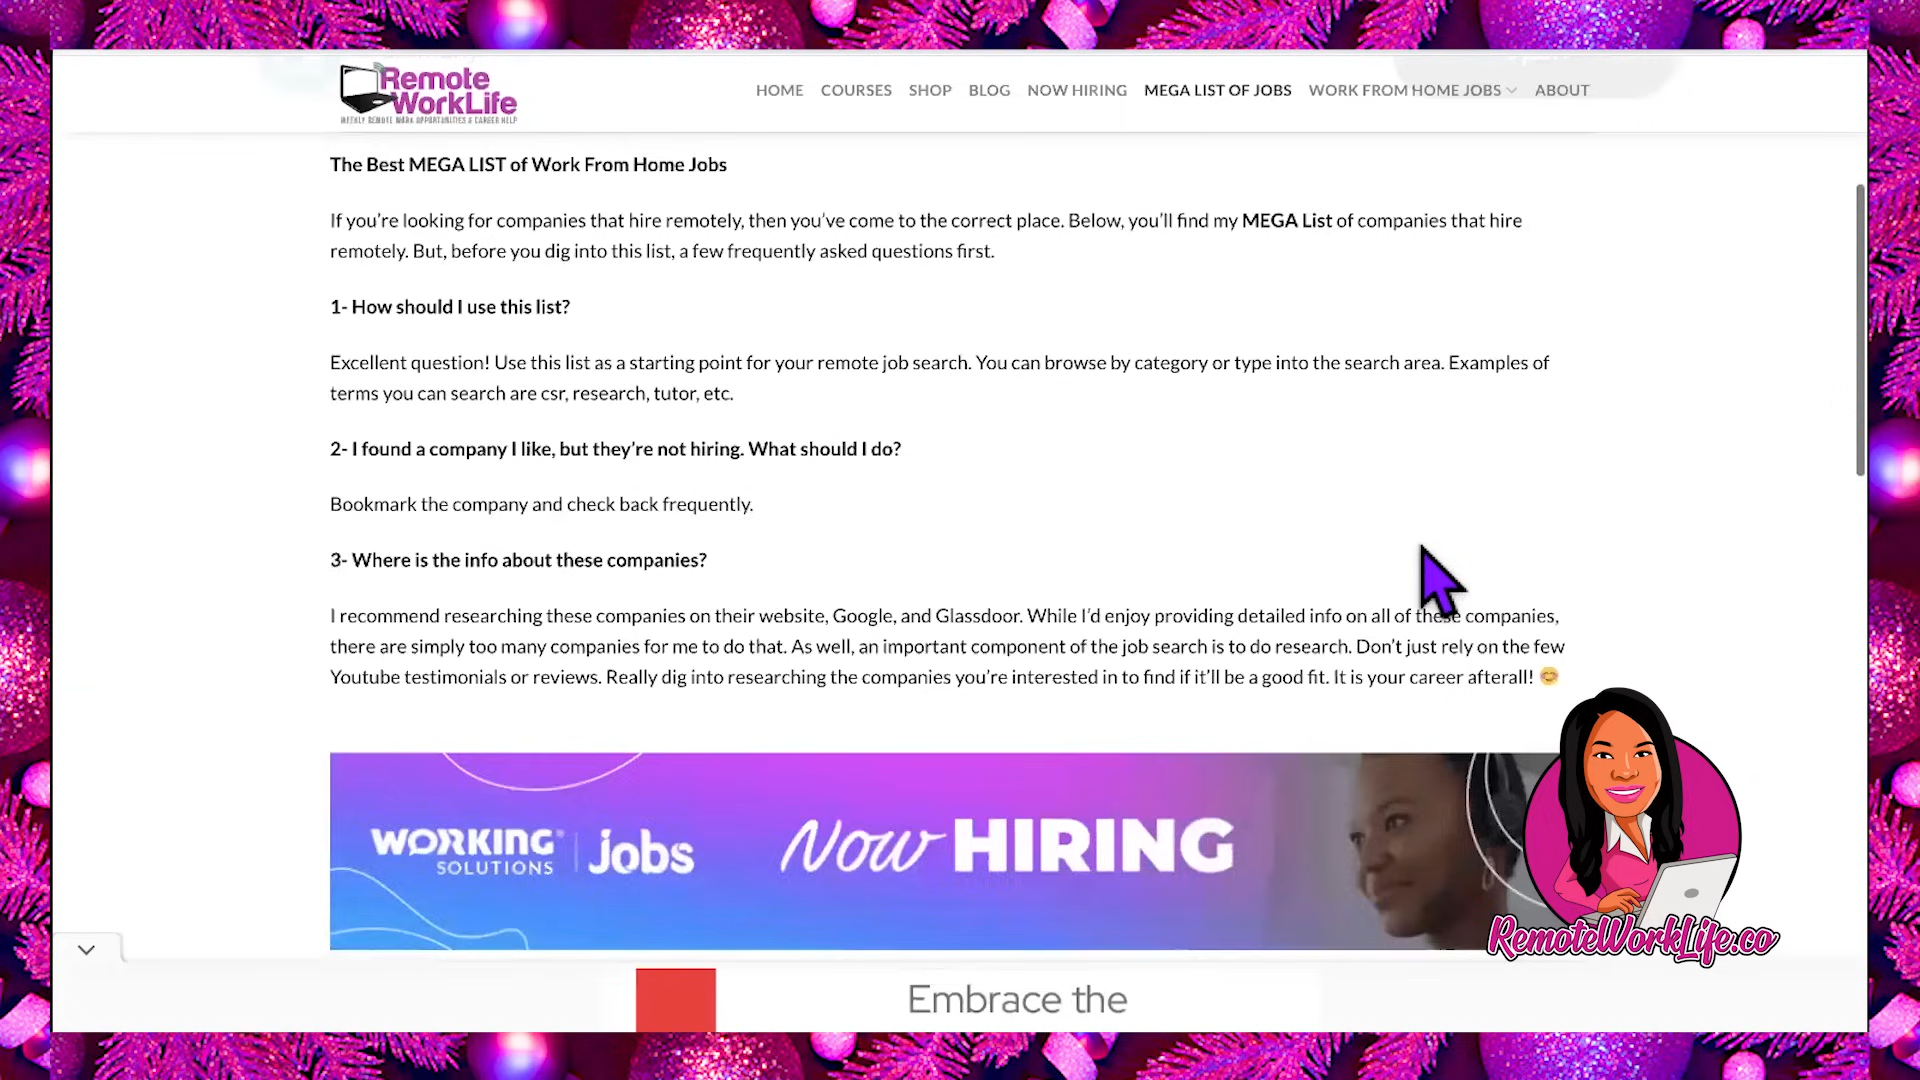 Remote
WorkLife
WEEKLY REMOTE WORK OPPORTUNITIES & CAREER HELP
HOME COURSES SHOP BLOG NOW HIRING MEGA LIST OF JOBS WORK FROM HOME JOBS ABOUT
The Best MEGA LIST of Work From Home Jobs
If you’re looking for companies that hire remotely, then you’ve come to the correct place. Below, you’ll find my MEGA List of companies that hire
remotely. But, before you dig into this list, a few frequently asked questions first.
1- How should I use this list?
Excellent question! Use this list as a starting point for your remote job search. You can browse by category or type into the search area. Examples of
terms you can search are csr, research, tutor, etc.
2- I found a company I like, but they’re not hiring. What should I do?
Bookmark the company and check back frequently.
3- Where is the info about these companies?
I recommend researching these companies on their website, Google, and Glassdoor. While I’d enjoy providing detailed info on all of these companies,
there are simply too many companies for me to do that. As well, an important component of the job search is to do research. Don’t just rely on the few
Youtube testimonials or reviews. Really dig into researching the companies you’re interested in to find if it’ll be a good fit. It is your career afterall! 😊
WORKING SOLUTIONS | jobs Now HIRING
RemoteWorkLife.co
Embrace the